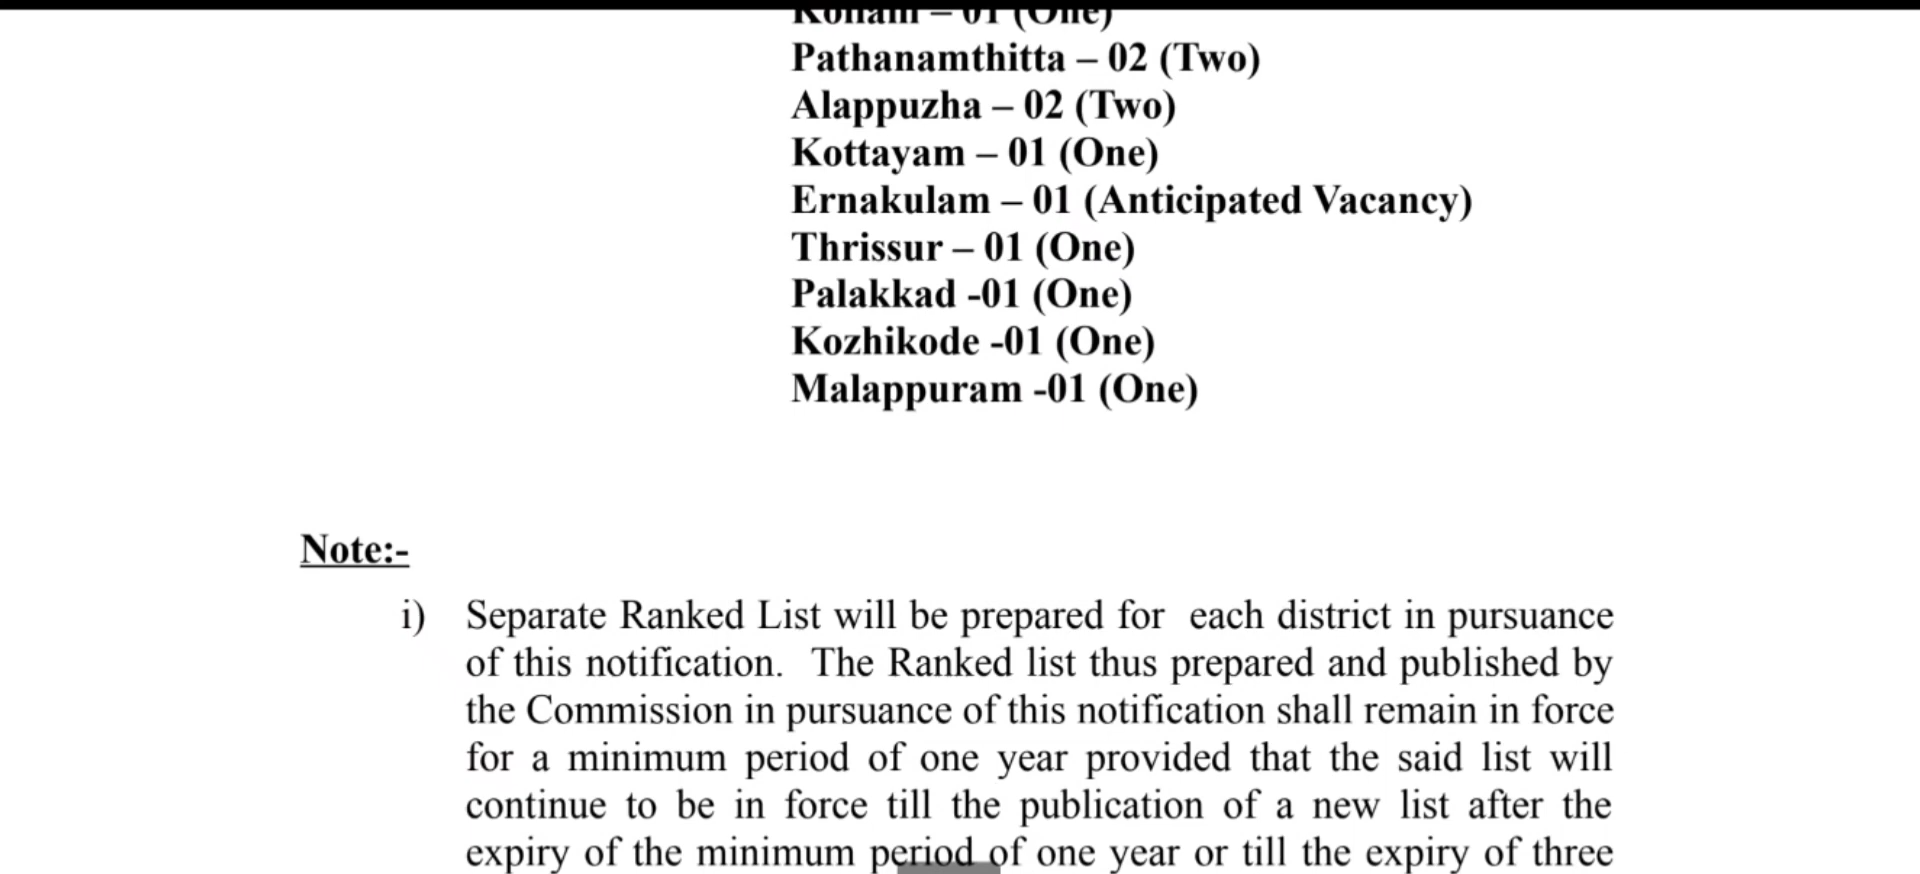 Kollam – 01 (One)
Pathanamthitta – 02 (Two)
Alappuzha – 02 (Two)
Kottayam – 01 (One)
Ernakulam – 01 (Anticipated Vacancy)
Thrissur – 01 (One)
Palakkad -01 (One)
Kozhikode -01 (One)
Malappuram -01 (One)
Note:-
i) Separate Ranked List will be prepared for each district in pursuance
of this notification. The Ranked list thus prepared and published by
the Commission in pursuance of this notification shall remain in force
for a minimum period of one year provided that the said list will
continue to be in force till the publication of a new list after the
expiry of the minimum period of one year or till the expiry of three